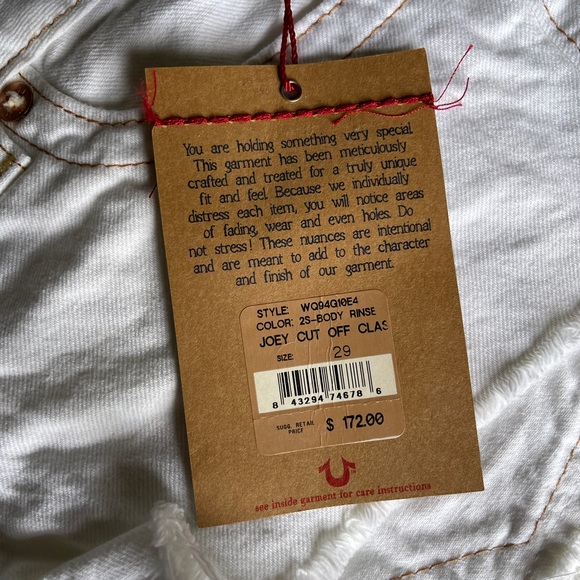 You are holding something very special
This garment has been meticulously
crafted and treated for a truly unique
fit and feel. Because we individually
distress each item, you will notice areas
of fading, wear and even holes. Do
not stress! These nuances are intentional
and are meant to add to the character
and finish of our garment.
STYLE: WQ94G10E4
COLOR: 2S-BODY RINSE
JOEY CUT OFF CLAS
SIZE: 29
8 43294 74678 6
SUGG. RETAIL
PRICE $ 172.00
see inside garment for care instructions